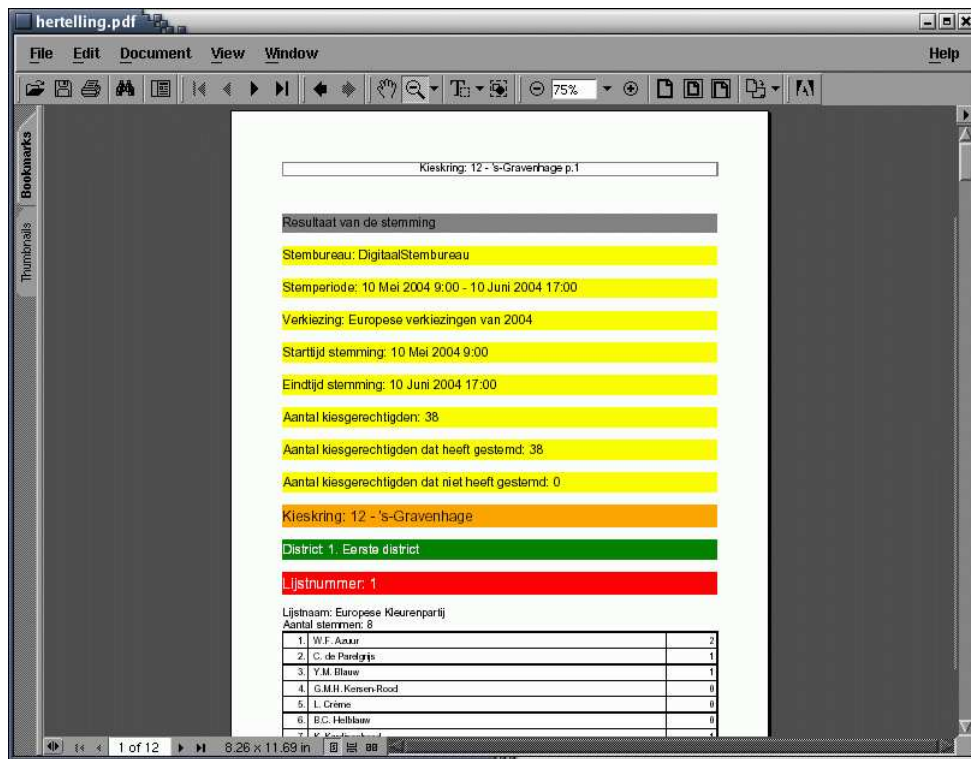 hertelling.pdf
File Edit Document View Window Help
75%
Bookmarks
Thumbnails
Kieskring: 12 - 's-Gravenhage p.1
Resultaat van de stemming
Stembureau: DigitaalStembureau
Stemperiode: 10 Mei 2004 9:00 - 10 Juni 2004 17:00
Verkiezing: Europese verkiezingen van 2004
Starttijd stemming: 10 Mei 2004 9:00
Eindtijd stemming: 10 Juni 2004 17:00
Aantal kiesgerechtigden: 38
Aantal kiesgerechtigden dat heeft gestemd: 38
Aantal kiesgerechtigden dat niet heeft gestemd: 0
Kieskring: 12 - 's-Gravenhage
District 1. Eerste district
Lijstnummer: 1
Lijstnaam: Europese Kleurenpartij
Aantal stemmen: 8
1. W.F. Azuur 2
2. C. de Parelgrijs 1
3. Y.M. Blauw 1
4. G.M.H. Kersen-Rood 0
5. L. Crème 0
6. B.C. Helblauw 0
1 of 12 8.26 x 11.69 in